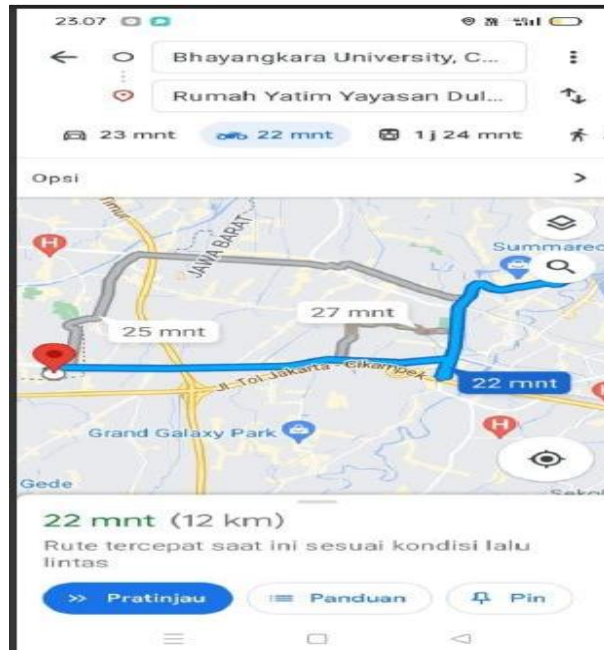 23.07
Bhayangkara University, C...
Rumah Yatim Yayasan Dul...
23 mnt
22 mnt
1 j 24 mnt
Opsi
JAWA BARAT
H
Summarec
25 mnt
27 mnt
Jl. Tol Jakarta - Cikampek
22 mnt
Grand Galaxy Park
H
Gede
22 mnt (12 km)
Rute tercepat saat ini sesuai kondisi lalu
lintas
Pratinjau
Panduan
Pin